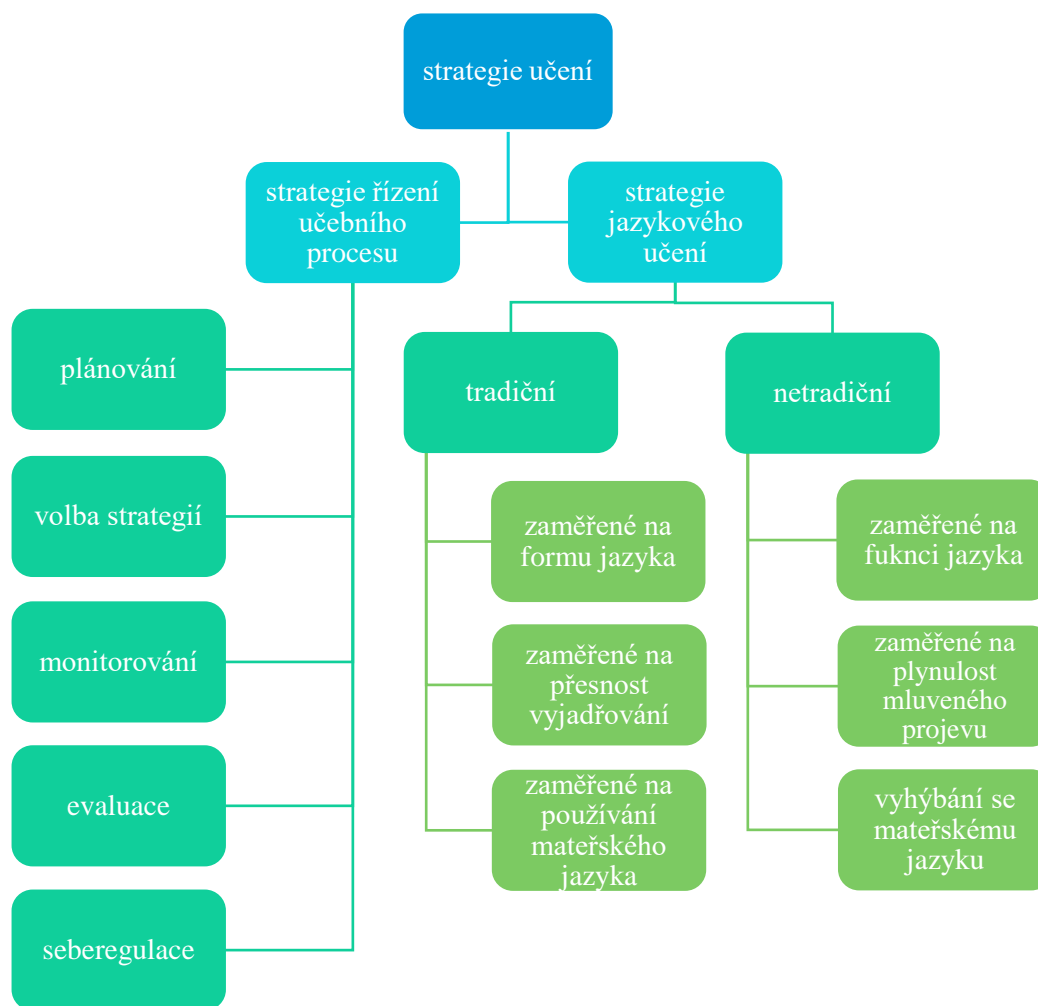 strategie učení
strategie řízení
učebního
procesu
strategie
jazykového
učení
plánování
volba strategií
monitorování
evaluace
seberegulace
tradiční
zaměřené na
formu jazyka
zaměřené na
přesnost
vyjadřování
zaměřené na
používání
mateřského
jazyka
netradiční
zaměřené na
fuknci jazyka
zaměřené na
plynulost
mluveného
projevu
vyhýbání se
mateřskému
jazyku